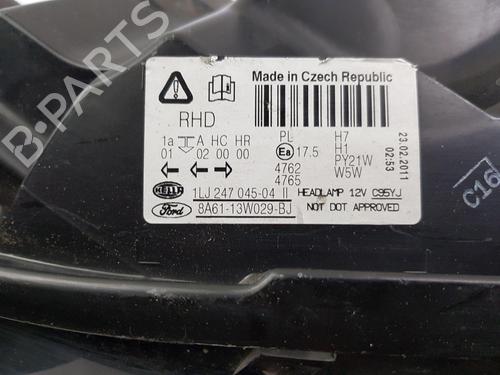 B-PARTS
Made in Czech Republic
RHD
1a A HC HR
01 02 00 00
PL
E8 17.5
4762
4765
H7
H1
PY21W
W5W
23.02.2011
02:53
HELLA 1LJ 247 045-04 II HEADLAMP 12V C95YJ
Ford 8A61-13W029-BJ NOT DOT APPROVED
C16